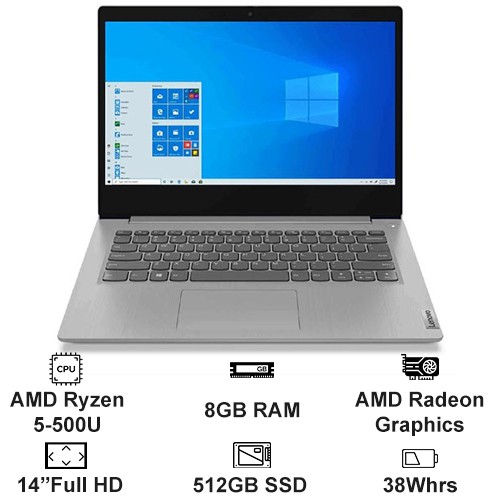 Lenovo
CPU
GB
AMD Ryzen
5-500U
8GB RAM
AMD Radeon
Graphics
14”Full HD
512GB SSD
38Whrs